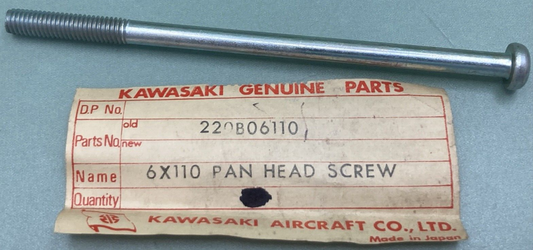 KAWASAKI GENUINE PARTS
D.P No.
old
Parts No. 220B06110
new
Name 6X110 PAN HEAD SCREW
Quantity
KAWASAKI AIRCRAFT CO., LTD.
Made in Japan